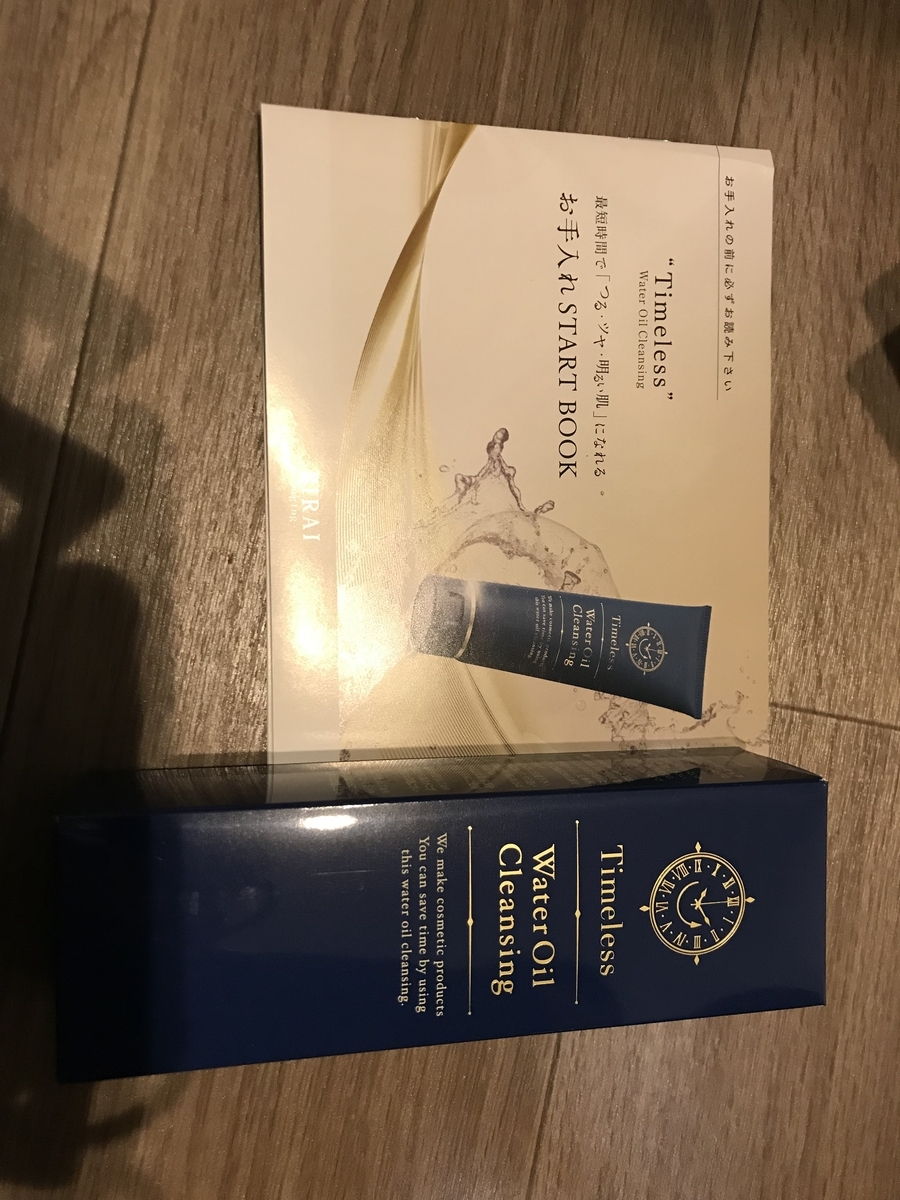 お手入れの前に必ずお読み下さい
“Timeless”
Water Oil Cleansing
最短時間で「つる・ツヤ・明るい肌」になれる。
お手入れSTART BOOK
Timeless
Water Oil
Cleansing
RAI
Timeless
Water Oil
Cleansing
We make cosmetic products
You can save time by using
this water oil cleansing.